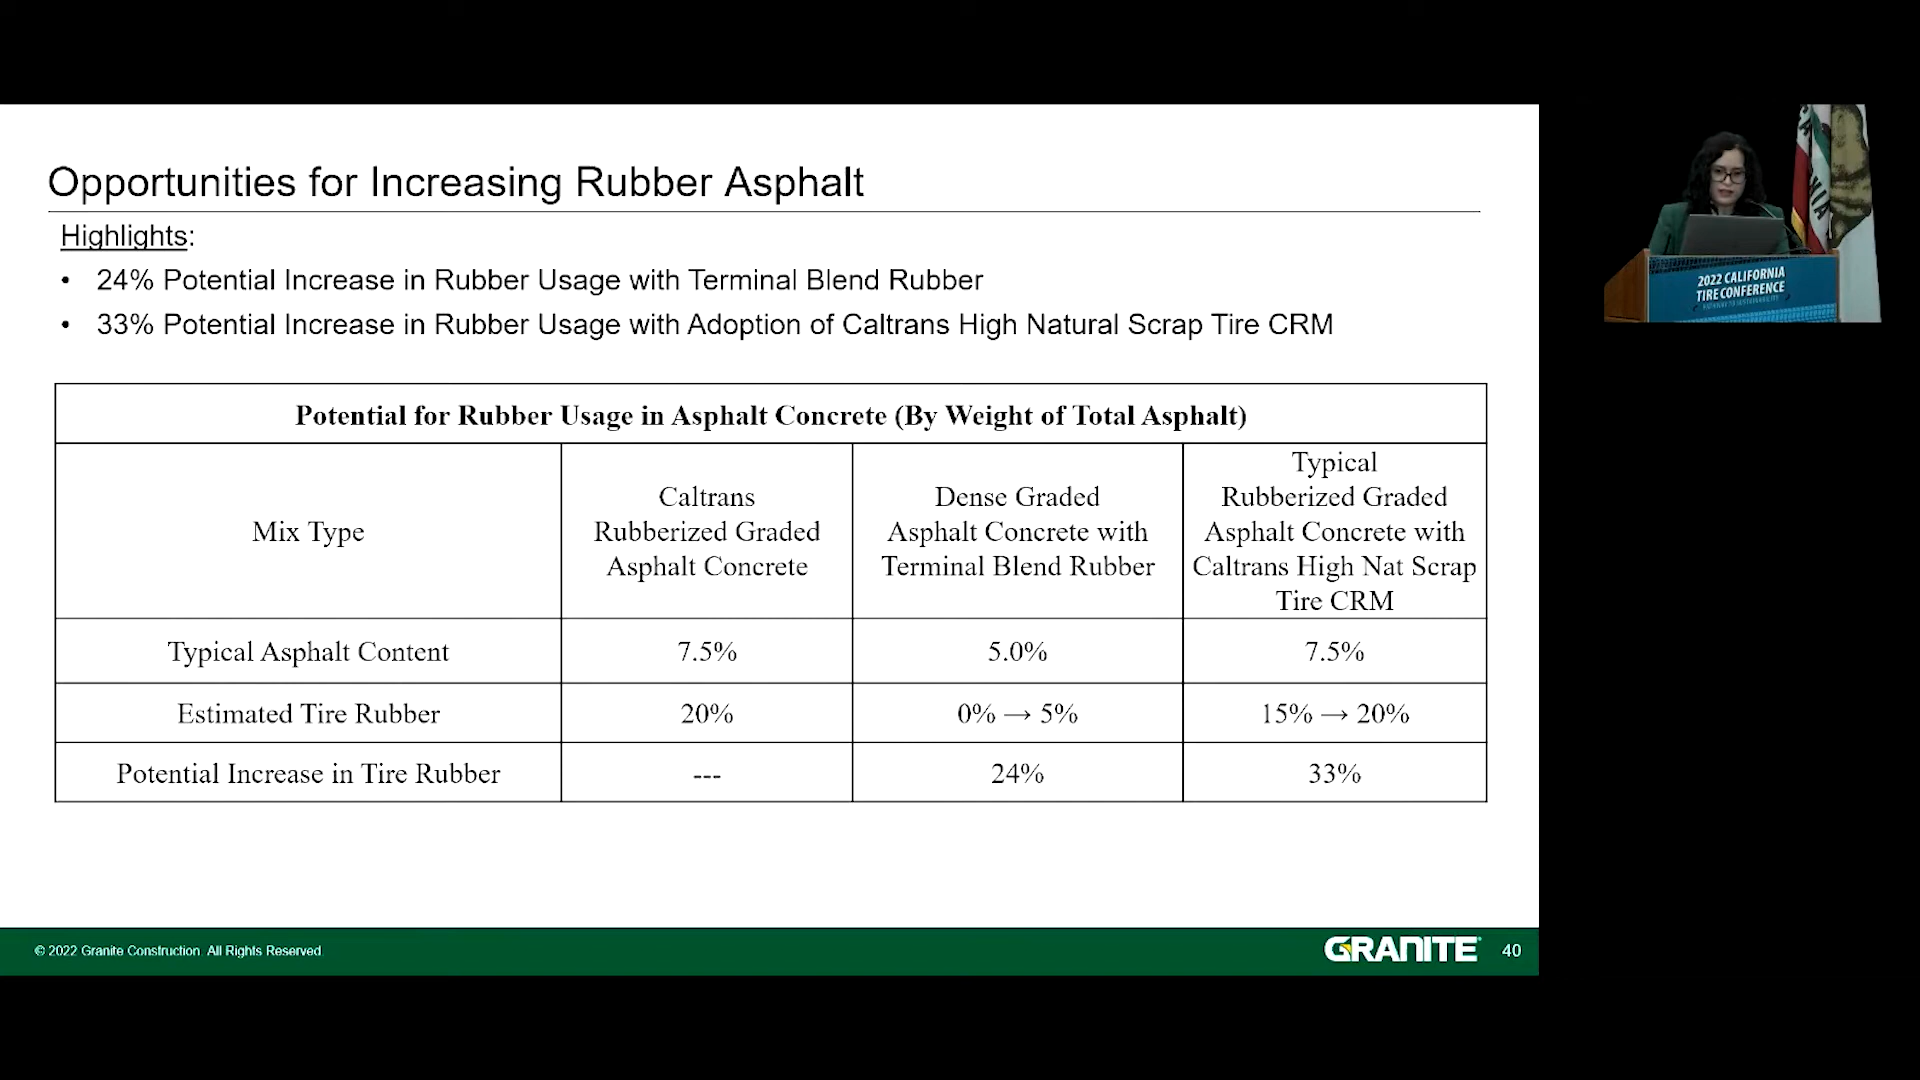 Opportunities for Increasing Rubber Asphalt
Highlights:
• 24% Potential Increase in Rubber Usage with Terminal Blend Rubber
• 33% Potential Increase in Rubber Usage with Adoption of Caltrans High Natural Scrap Tire CRM
Potential for Rubber Usage in Asphalt Concrete (By Weight of Total Asphalt)
Mix Type
Caltrans
Rubberized Graded
Asphalt Concrete
Dense Graded
Asphalt Concrete with
Terminal Blend Rubber
Typical
Rubberized Graded
Asphalt Concrete with
Caltrans High Nat Scrap
Tire CRM
Typical Asphalt Content 7.5% 5.0% 7.5%
Estimated Tire Rubber 20% 0% → 5% 15% → 20%
Potential Increase in Tire Rubber --- 24% 33%
© 2022 Granite Construction. All Rights Reserved.
GRANITE 40
2022 CALIFORNIA
TIRE CONFERENCE